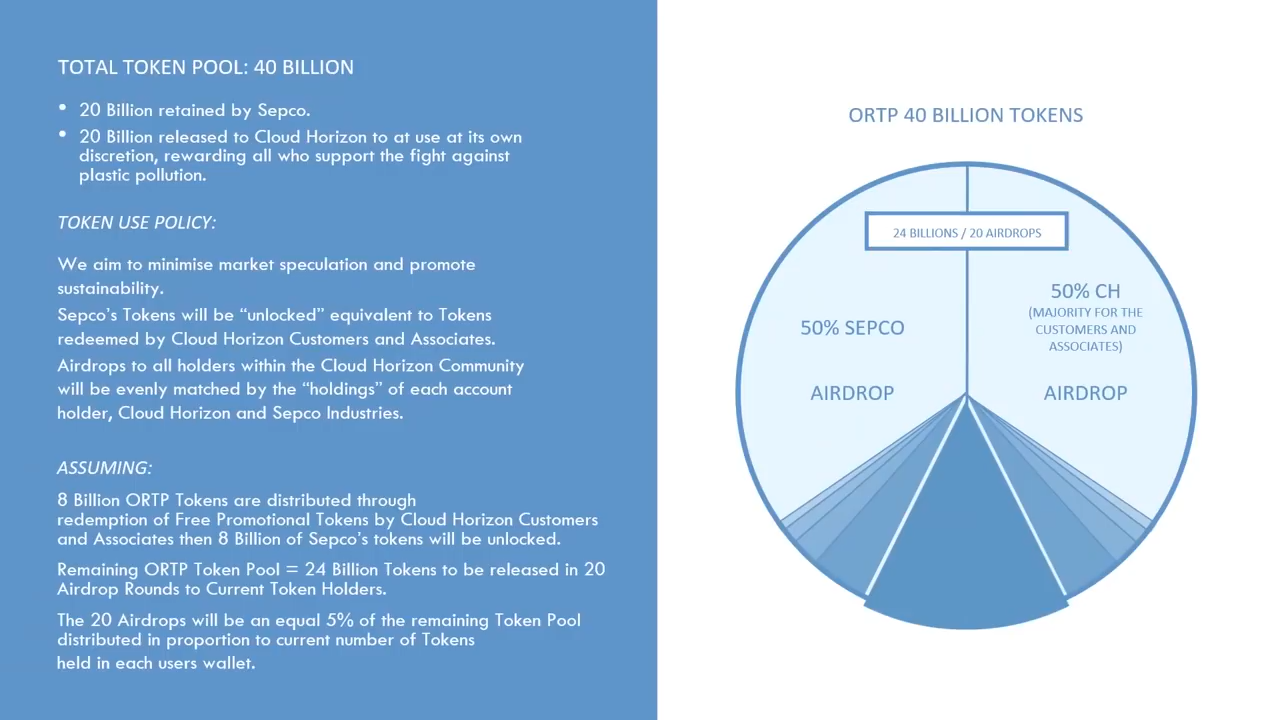 TOTAL TOKEN POOL: 40 BILLION
• 20 Billion retained by Sepco.
• 20 Billion released to Cloud Horizon to at use at its own
discretion, rewarding all who support the fight against
plastic pollution.
TOKEN USE POLICY:
We aim to minimise market speculation and promote
sustainability.
Sepco's Tokens will be “unlocked” equivalent to Tokens
redeemed by Cloud Horizon Customers and Associates.
Airdrops to all holders within the Cloud Horizon Community
will be evenly matched by the “holdings” of each account
holder, Cloud Horizon and Sepco Industries.
ASSUMING:
8 Billion ORTP Tokens are distributed through
redemption of Free Promotional Tokens by Cloud Horizon Customers
and Associates then 8 Billion of Sepco's tokens will be unlocked.
Remaining ORTP Token Pool = 24 Billion Tokens to be released in 20
Airdrop Rounds to Current Token Holders.
The 20 Airdrops will be an equal 5% of the remaining Token Pool
distributed in proportion to current number of Tokens
held in each users wallet.
ORTP 40 BILLION TOKENS
24 BILLIONS / 20 AIRDROPS
50% SEPCO
AIRDROP
50% CH
(MAJORITY FOR THE
CUSTOMERS AND
ASSOCIATES)
AIRDROP